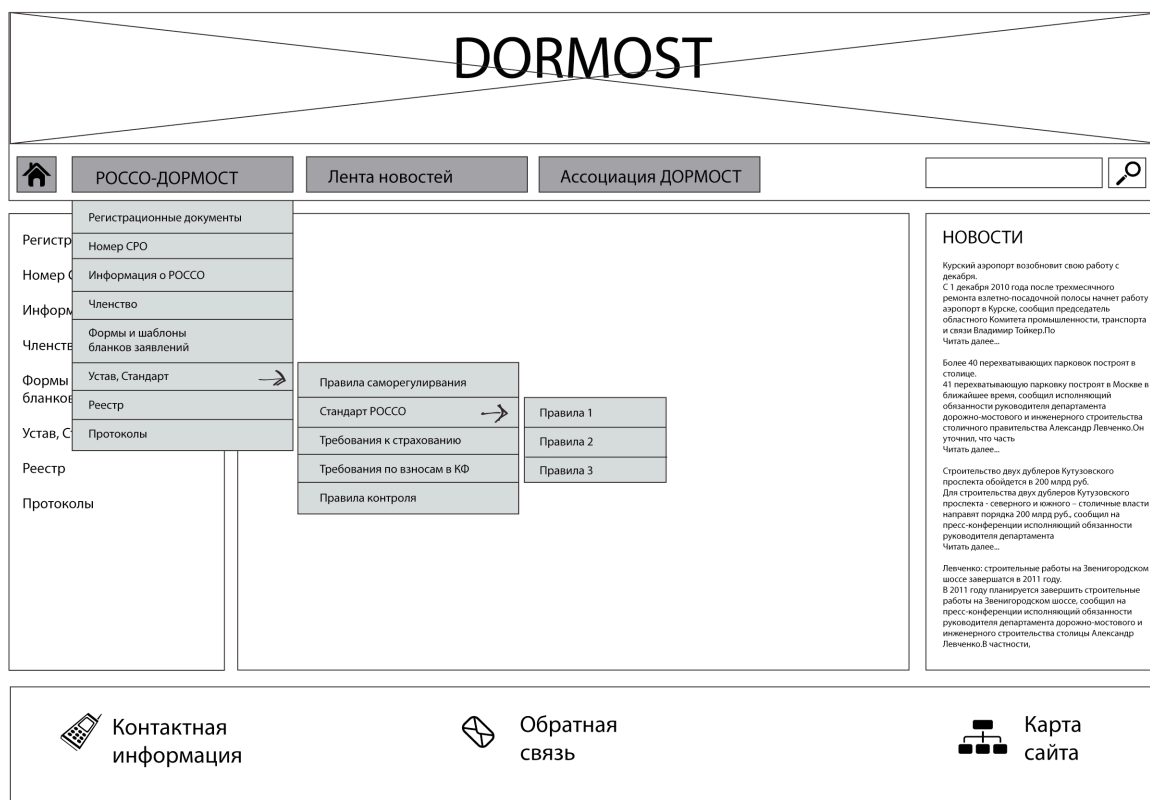 DORMOST
РОССО-ДОРМОСТ
Лента новостей
Ассоциация ДОРМОСТ
Регистрационные документы
Номер СРО
Информация о РОССО
Членство
Формы и шаблоны
бланков заявлений
Устав, Стандарт
Реестр
Протоколы
Правила саморегулирвания
Стандарт РОССО
Требования к страхованию
Требования по взносам в КФ
Правила контроля
Правила 1
Правила 2
Правила 3
Регистр
Номер
Информ
Членств
Формы
бланков
Устав,
Реестр
Протоколы
НОВОСТИ
Курский аэропорт возобновит свою работу с
декабря.
С 1 декабря 2010 года после трехмесячного
ремонта взлетно-посадочной полосы начнет работу
аэропорт в Курске, сообщил председатель
областного Комитета промышленности, транспорта
и связи Владимир Тойкер.По
Читать далее...
Более 40 перехватывающих парковок построят в
столице.
41 перехватывающую парковку построят в Москве в
ближайшее время, сообщил исполняющий
обязанности руководителя департамента
дорожно-мостового и инженерного строительства
столичного правительства Александр Левченко.Он
уточнил, что часть
Читать далее...
Строительство двух дублеров Кутузовского
проспекта обойдется в 200 млрд руб.
Для строительства двух дублеров Кутузовского
проспекта - северного и южного – столичные власти
направят порядка 200 млрд руб., сообщил на
пресс-конференции исполняющий обязанности
руководителя департамента
Читать далее...
Левченко: строительные работы на Звенигородском
шоссе завершатся в 2011 году.
В 2011 году планируется завершить строительные
работы на Звенигородском шоссе, сообщил на
пресс-конференции исполняющий обязанности
руководителя департамента дорожно-мостового и
инженерного строительства столицы Александр
Левченко.В частности,
Контактная
информация
Обратная
связь
Карта
сайта